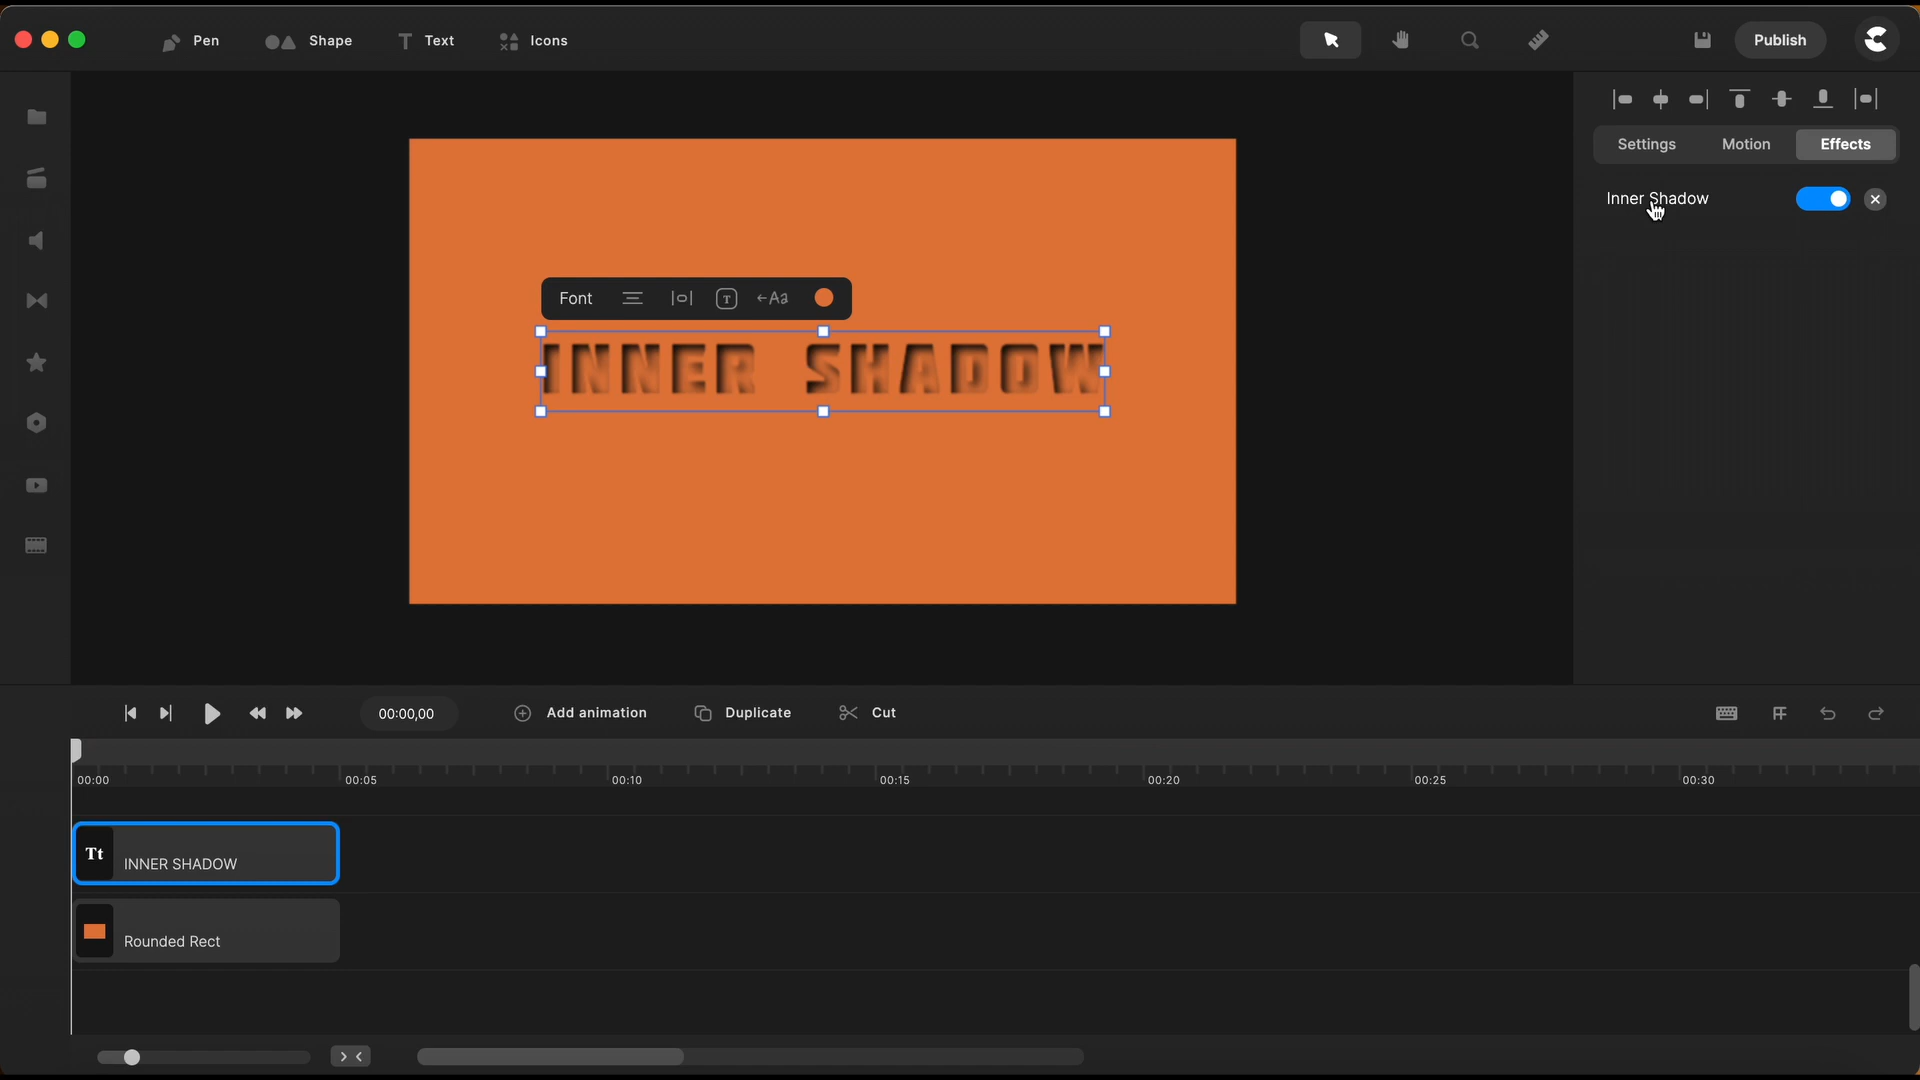 Pen Shape Text Icons Publish
Settings Motion Effects
Inner Shadow
Font Aa
INNER SHADOW
00:00,00 Add animation Duplicate Cut
00:00 00:05 00:10 00:15 00:20 00:25 00:30
Tt INNER SHADOW
Rounded Rect